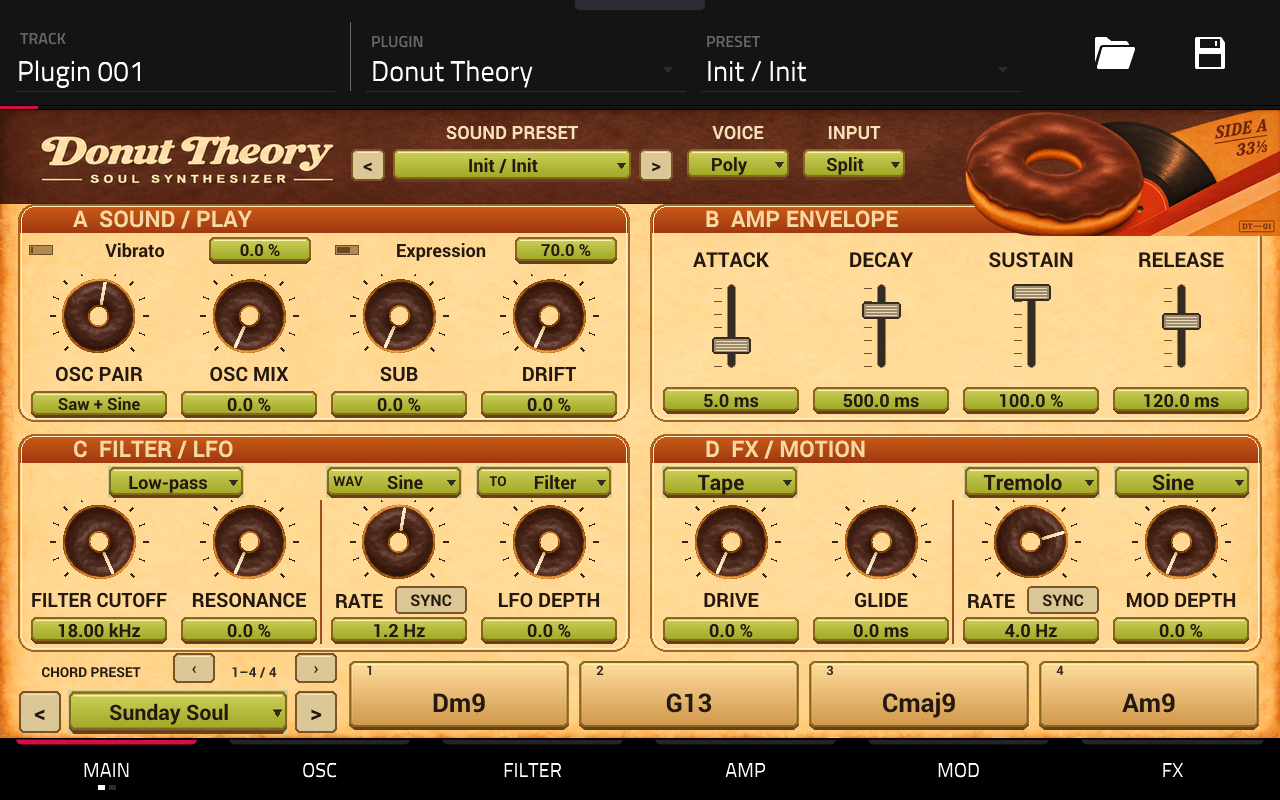 TRACK
Plugin 001
PLUGIN
Donut Theory
PRESET
Init / Init
Donut Theory
SOUL SYNTHESIZER
SOUND PRESET
< Init / Init >
VOICE
Poly
INPUT
Split
SIDE A
33⅓
DT-01
A SOUND / PLAY
Vibrato 0.0 % Expression 70.0 %
OSC PAIR OSC MIX SUB DRIFT
Saw + Sine 0.0 % 0.0 % 0.0 %
B AMP ENVELOPE
ATTACK DECAY SUSTAIN RELEASE
5.0 ms 500.0 ms 100.0 % 120.0 ms
C FILTER / LFO
Low-pass WAV Sine TO Filter
FILTER CUTOFF RESONANCE RATE SYNC LFO DEPTH
18.00 kHz 0.0 % 1.2 Hz 0.0 %
D FX / MOTION
Tape Tremolo Sine
DRIVE GLIDE RATE SYNC MOD DEPTH
0.0 % 0.0 ms 4.0 Hz 0.0 %
CHORD PRESET ‹ 1–4 / 4 ›
< Sunday Soul >
1 Dm9
2 G13
3 Cmaj9
4 Am9
MAIN OSC FILTER AMP MOD FX